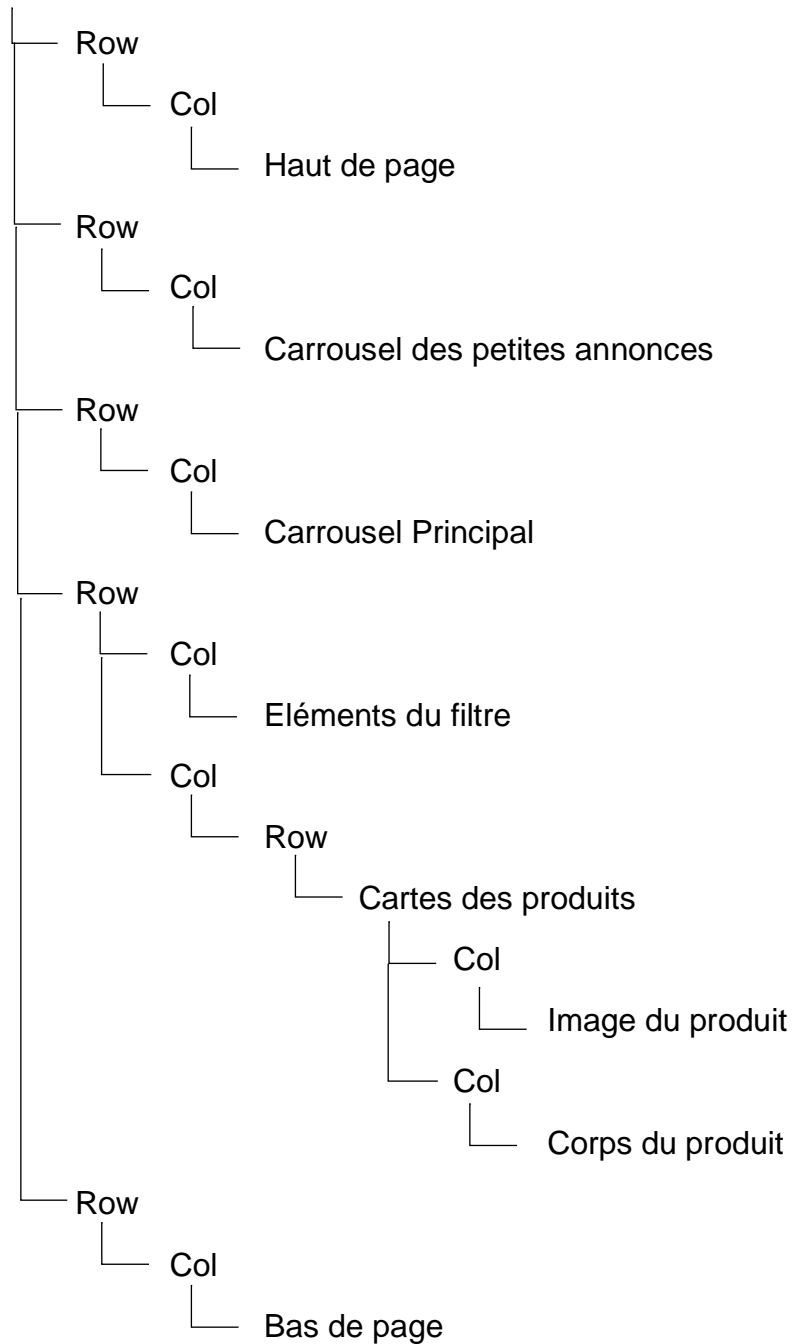 Row
Col
Haut de page
Row
Col
Carrousel des petites annonces
Row
Col
Carrousel Principal
Row
Col
Eléments du filtre
Col
Row
Cartes des produits
Col
Image du produit
Col
Corps du produit
Row
Col
Bas de page